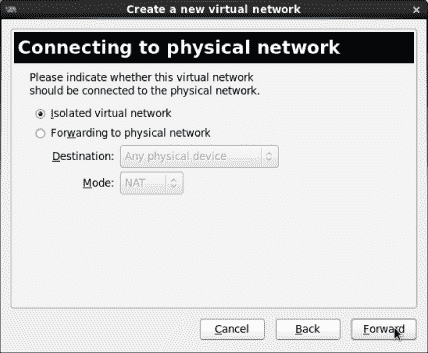 Create a new virtual network
Connecting to physical network
Please indicate whether this virtual network
should be connected to the physical network.
Isolated virtual network
Forwarding to physical network
Destination: Any physical device
Mode: NAT
Cancel Back Forward